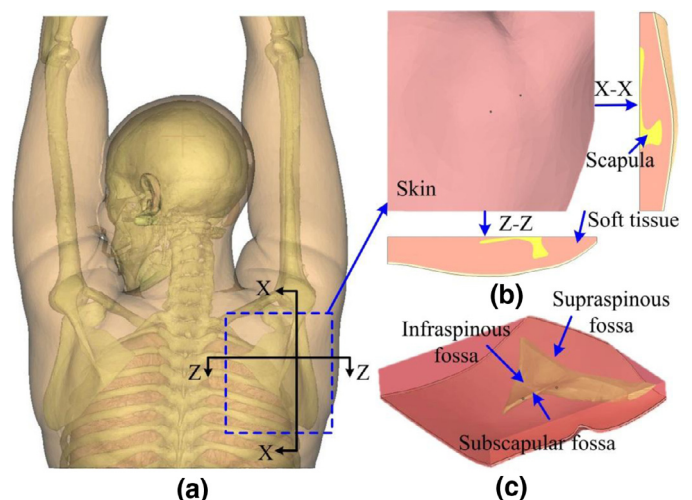 X
Z
Z
X
(a)
Skin
X-X
Scapula
Z-Z
Soft tissue
(b)
Supraspinous
fossa
Infraspinous
fossa
Subscapular fossa
(c)